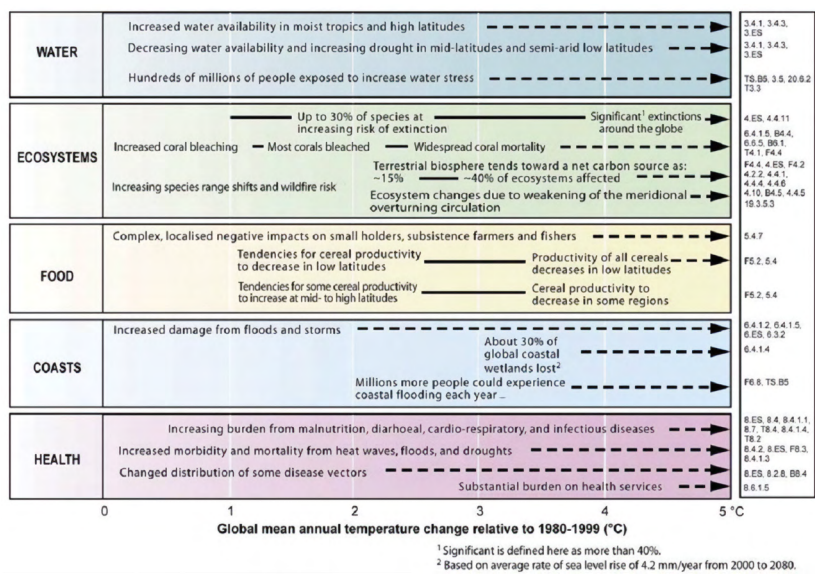 WATER
Increased water availability in moist tropics and high latitudes
Decreasing water availability and increasing drought in mid-latitudes and semi-arid low latitudes
Hundreds of millions of people exposed to increase water stress
3.4.1, 3.4.3,
3.ES
3.4.1, 3.4.3,
3.ES
TS.B5, 3.5, 20.6.2
T3.3
ECOSYSTEMS
Up to 30% of species at
increasing risk of extinction
Significant¹ extinctions
around the globe
Increased coral bleaching
Most corals bleached
Widespread coral mortality
Terrestrial biosphere tends toward a net carbon source as:
~15%
~40% of ecosystems affected
Increasing species range shifts and wildfire risk
Ecosystem changes due to weakening of the meridional
overturning circulation
4.ES, 4.4.11
6.4.1.5, B4.4,
6.6.5, B6.1,
T4.1, F4.4
F4.4, 4.ES, F4.2
4.2.2, 4.4.1,
4.4.4, 4.4.6
4.10, B4.5, 4.4.5
19.3.5.3
FOOD
Complex, localised negative impacts on small holders, subsistence farmers and fishers
Tendencies for cereal productivity
to decrease in low latitudes
Productivity of all cereals
decreases in low latitudes
Tendencies for some cereal productivity
to increase at mid- to high latitudes
Cereal productivity to
decrease in some regions
5.4.7
F5.2, 5.4
F5.2, 5.4
COASTS
Increased damage from floods and storms
About 30% of
global coastal
wetlands lost²
Millions more people could experience
coastal flooding each year ...
6.4.1.2, 6.4.1.5,
6.ES, 6.3.2
6.4.1.4
F6.8, TS.B5
HEALTH
Increasing burden from malnutrition, diarhoeal, cardio-respiratory, and infectious diseases
Increased morbidity and mortality from heat waves, floods, and droughts
Changed distribution of some disease vectors
Substantial burden on health services
8.ES, 8.4, 8.4.1.1,
8.7, T8.4, 8.4.1.4,
T8.2
8.4.2, 8.ES, F8.3,
8.4.1.3
8.ES, 8.2.8, B8.4
8.6.1.5
0 1 2 3 4 5 °C
Global mean annual temperature change relative to 1980-1999 (°C)
¹ Significant is defined here as more than 40%.
² Based on average rate of sea level rise of 4.2 mm/year from 2000 to 2080.